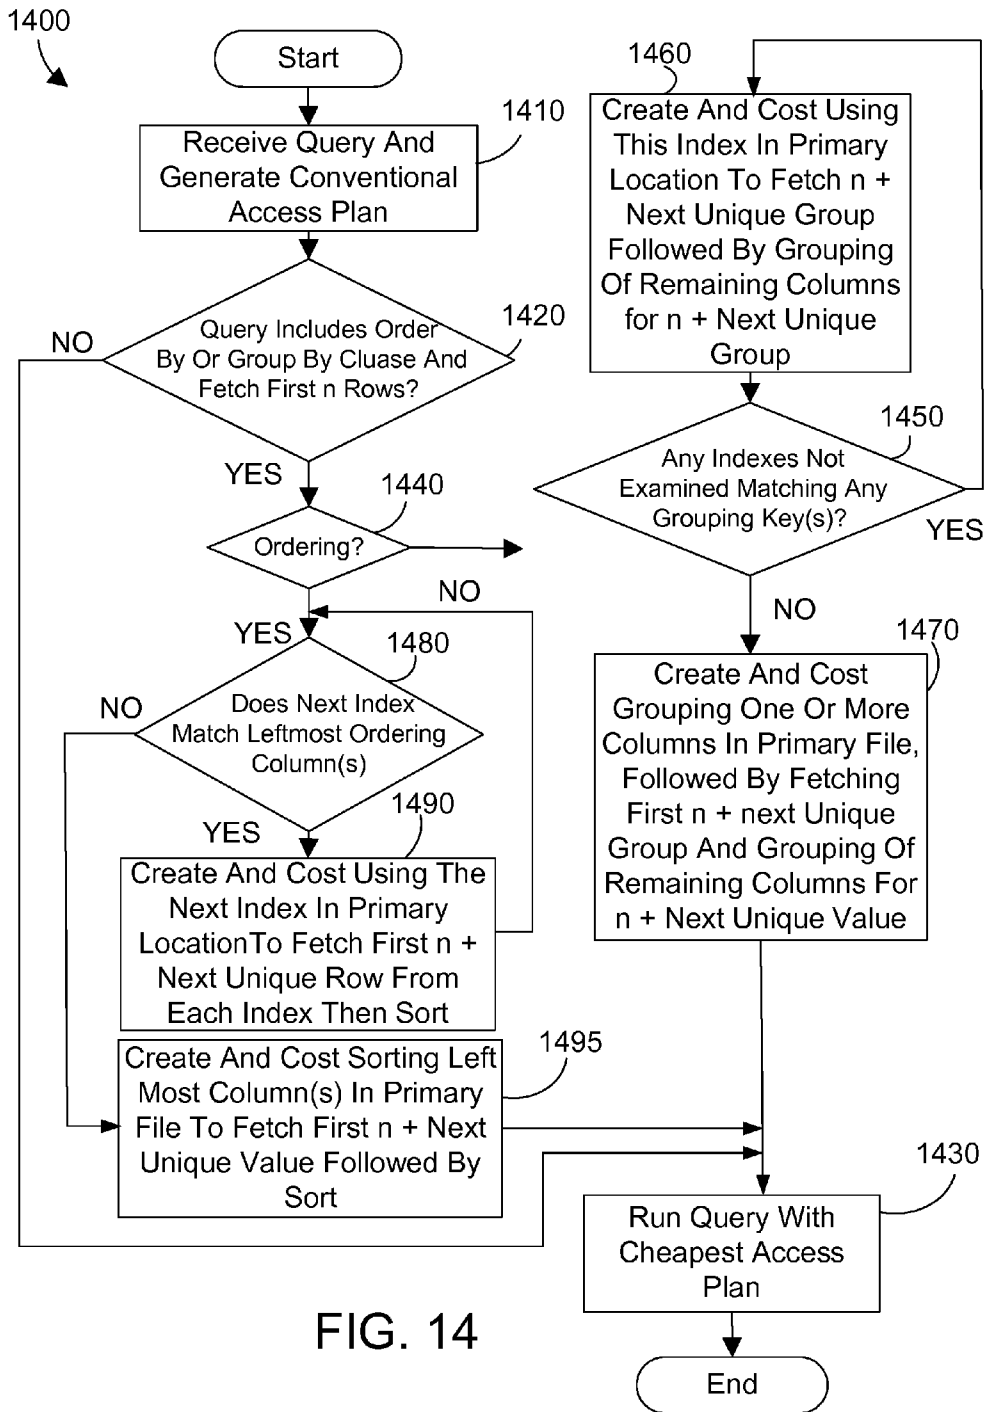 1400
Start
1410
Receive Query And
Generate Conventional
Access Plan
1420
Query Includes Order
By Or Group By Cluase And
Fetch First n Rows?
NO
YES
1440
Ordering?
NO
YES
1480
Does Next Index
Match Leftmost Ordering
Column(s)
NO
YES
1490
Create And Cost Using The
Next Index In Primary
LocationTo Fetch First n +
Next Unique Row From
Each Index Then Sort
1495
Create And Cost Sorting Left
Most Column(s) In Primary
File To Fetch First n + Next
Unique Value Followed By
Sort
1460
Create And Cost Using
This Index In Primary
Location To Fetch n +
Next Unique Group
Followed By Grouping
Of Remaining Columns
for n + Next Unique
Group
1450
Any Indexes Not
Examined Matching Any
Grouping Key(s)?
YES
NO
1470
Create And Cost
Grouping One Or More
Columns In Primary File,
Followed By Fetching
First n + next Unique
Group And Grouping Of
Remaining Columns For
n + Next Unique Value
1430
Run Query With
Cheapest Access
Plan
End
FIG. 14